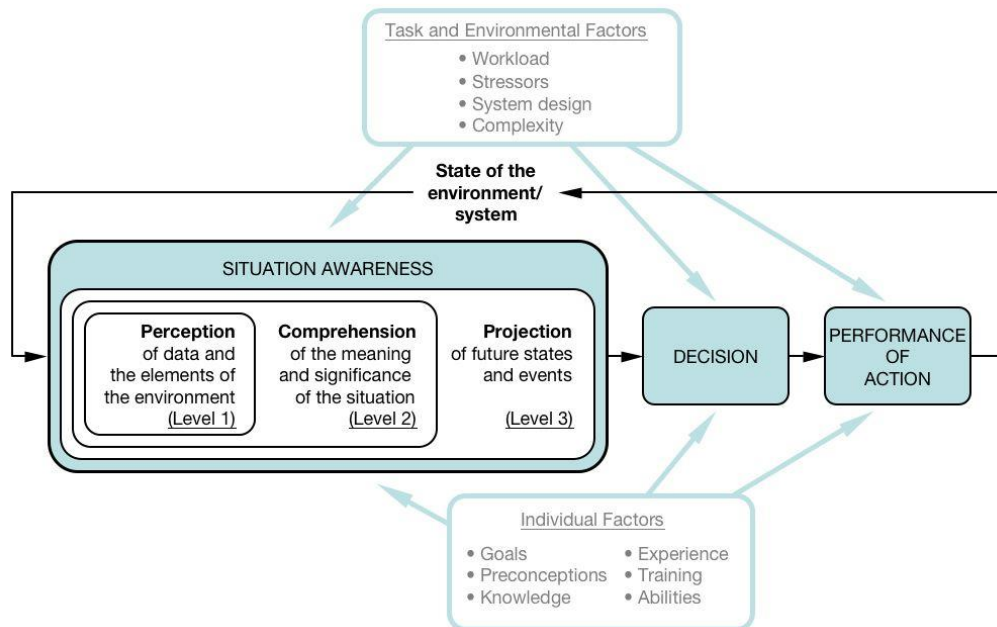 Task and Environmental Factors
• Workload
• Stressors
• System design
• Complexity
State of the
environment/
system
SITUATION AWARENESS
Perception
of data and
the elements of
the environment
(Level 1)
Comprehension
of the meaning
and significance
of the situation
(Level 2)
Projection
of future states
and events
(Level 3)
DECISION
PERFORMANCE
OF
ACTION
Individual Factors
• Goals
• Preconceptions
• Knowledge
• Experience
• Training
• Abilities